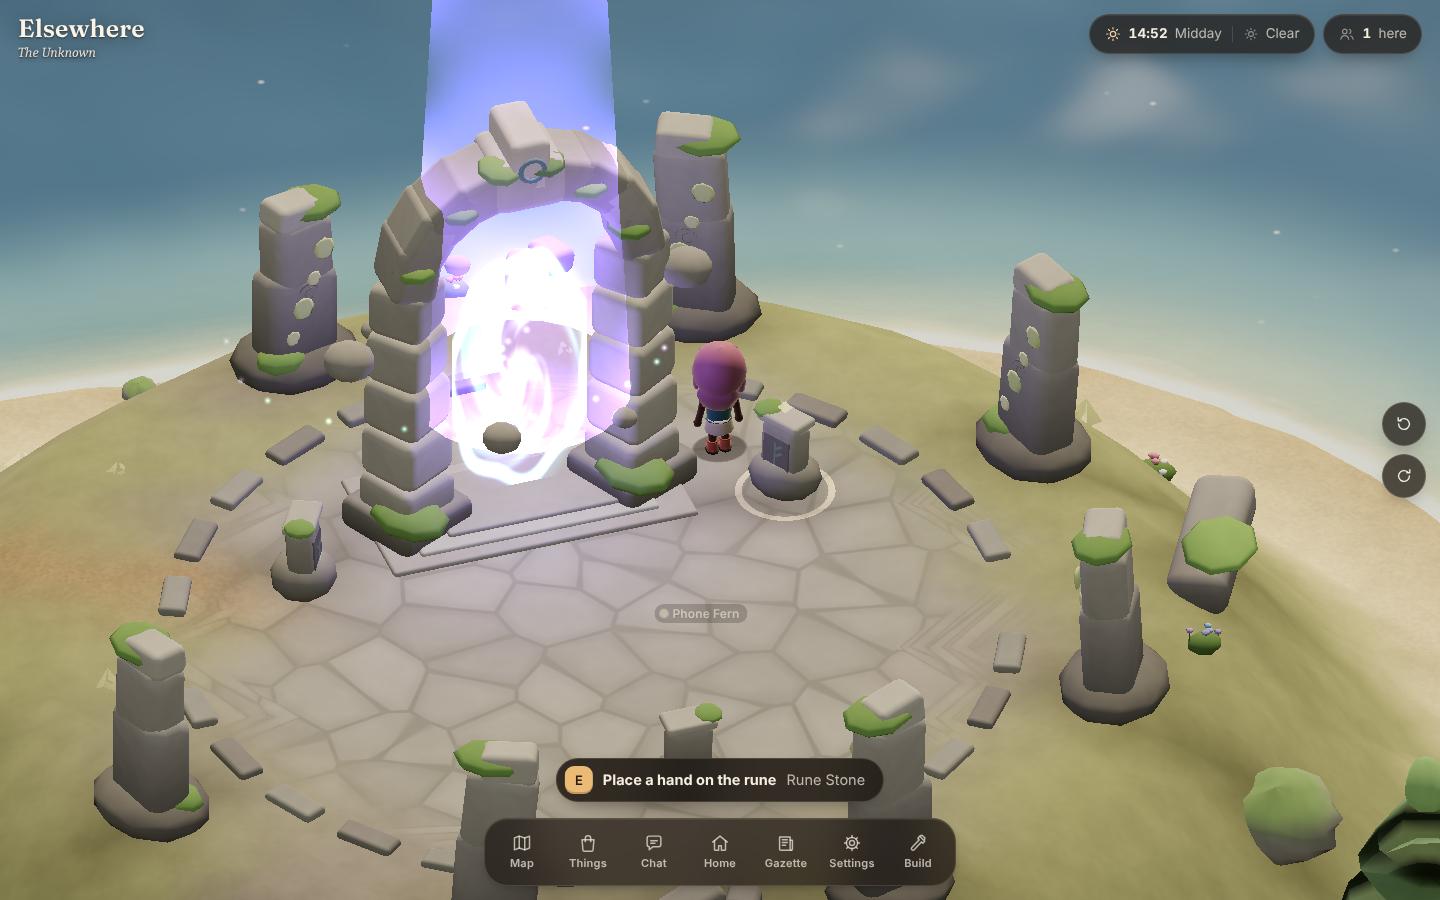 Elsewhere
The Unknown
14:52 Midday Clear
1 here
Phone Fern
E Place a hand on the rune Rune Stone
Map Things Chat Home Gazette Settings Build